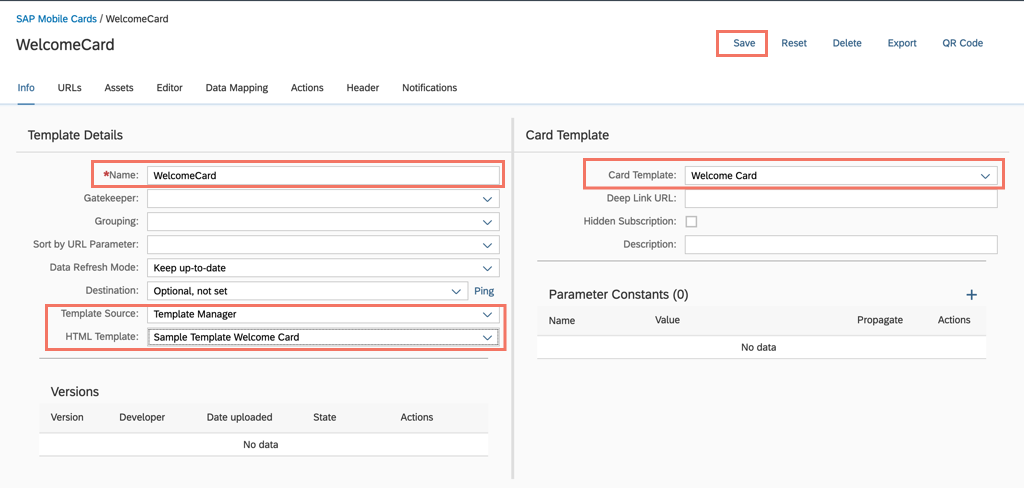 SAP Mobile Cards / WelcomeCard
WelcomeCard
Save Reset Delete Export QR Code
Info URLs Assets Editor Data Mapping Actions Header Notifications
Template Details
*Name: WelcomeCard
Gatekeeper:
Grouping:
Sort by URL Parameter:
Data Refresh Mode: Keep up-to-date
Destination: Optional, not set Ping
Template Source: Template Manager
HTML Template: Sample Template Welcome Card
Versions
Version Developer Date uploaded State Actions
No data
Card Template
Card Template: Welcome Card
Deep Link URL:
Hidden Subscription:
Description:
Parameter Constants (0) +
Name Value Propagate Actions
No data